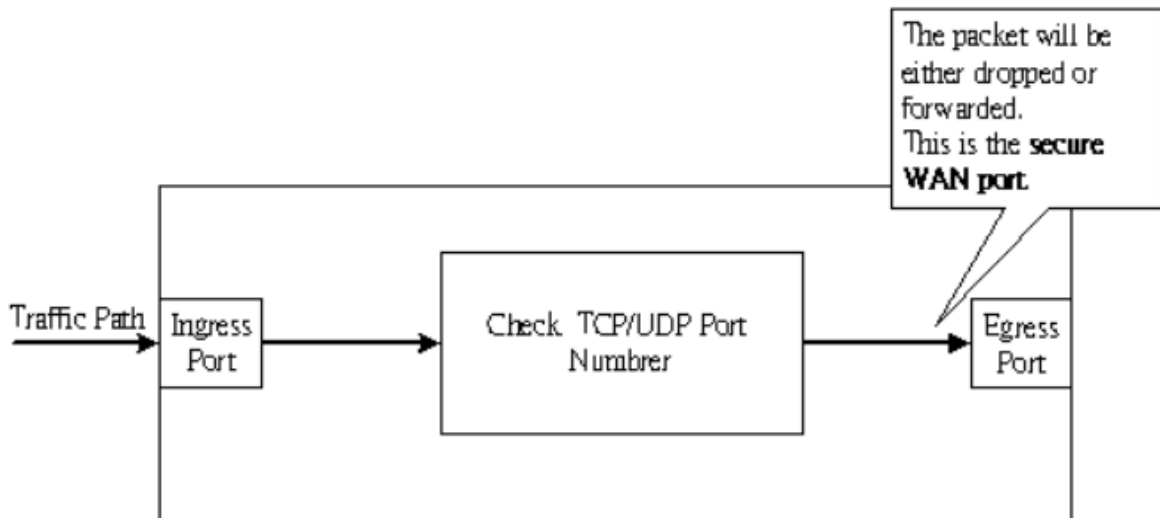 The packet will be
either dropped or
forwarded.
This is the secure
WAN port.
Traffic Path
Ingress
Port
Check TCP/UDP Port
Numbrer
Egress
Port